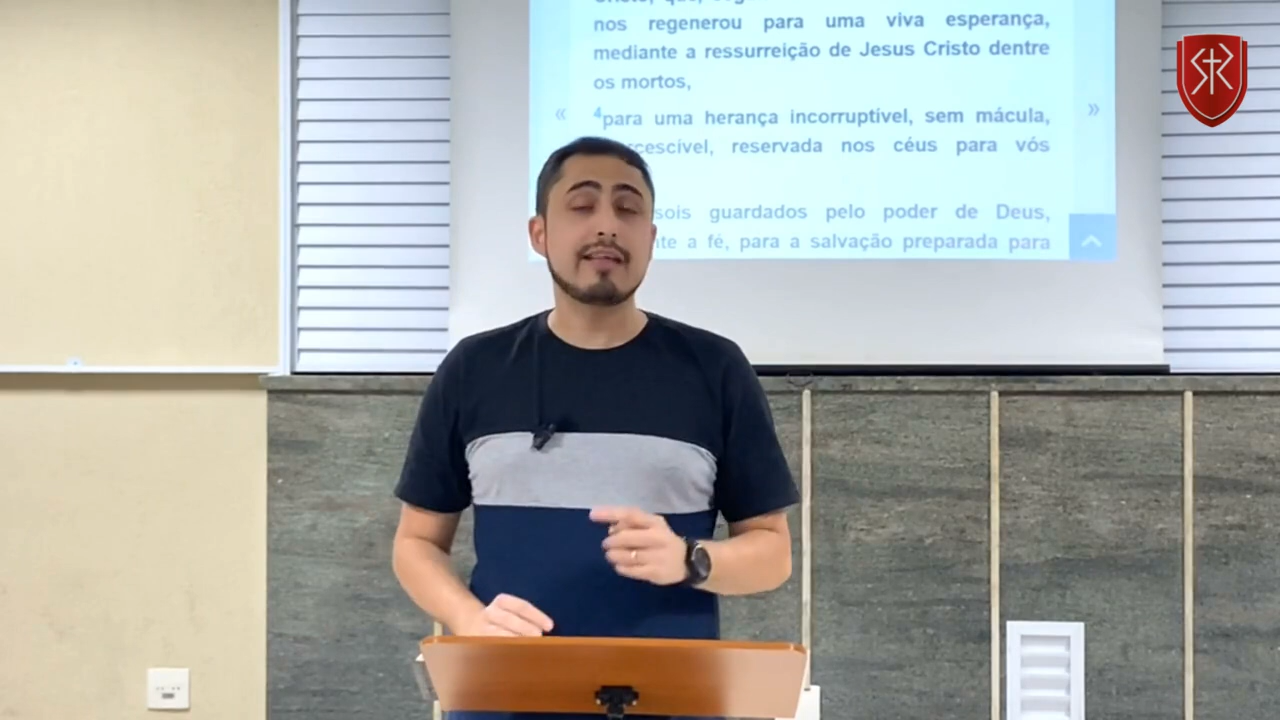 nos regenerou para uma viva esperança,
mediante a ressurreição de Jesus Cristo dentre
os mortos,
4para uma herança incorruptível, sem mácula,
reservada nos céus para vós
sois guardados pelo poder de Deus,
a fé, para a salvação preparada para